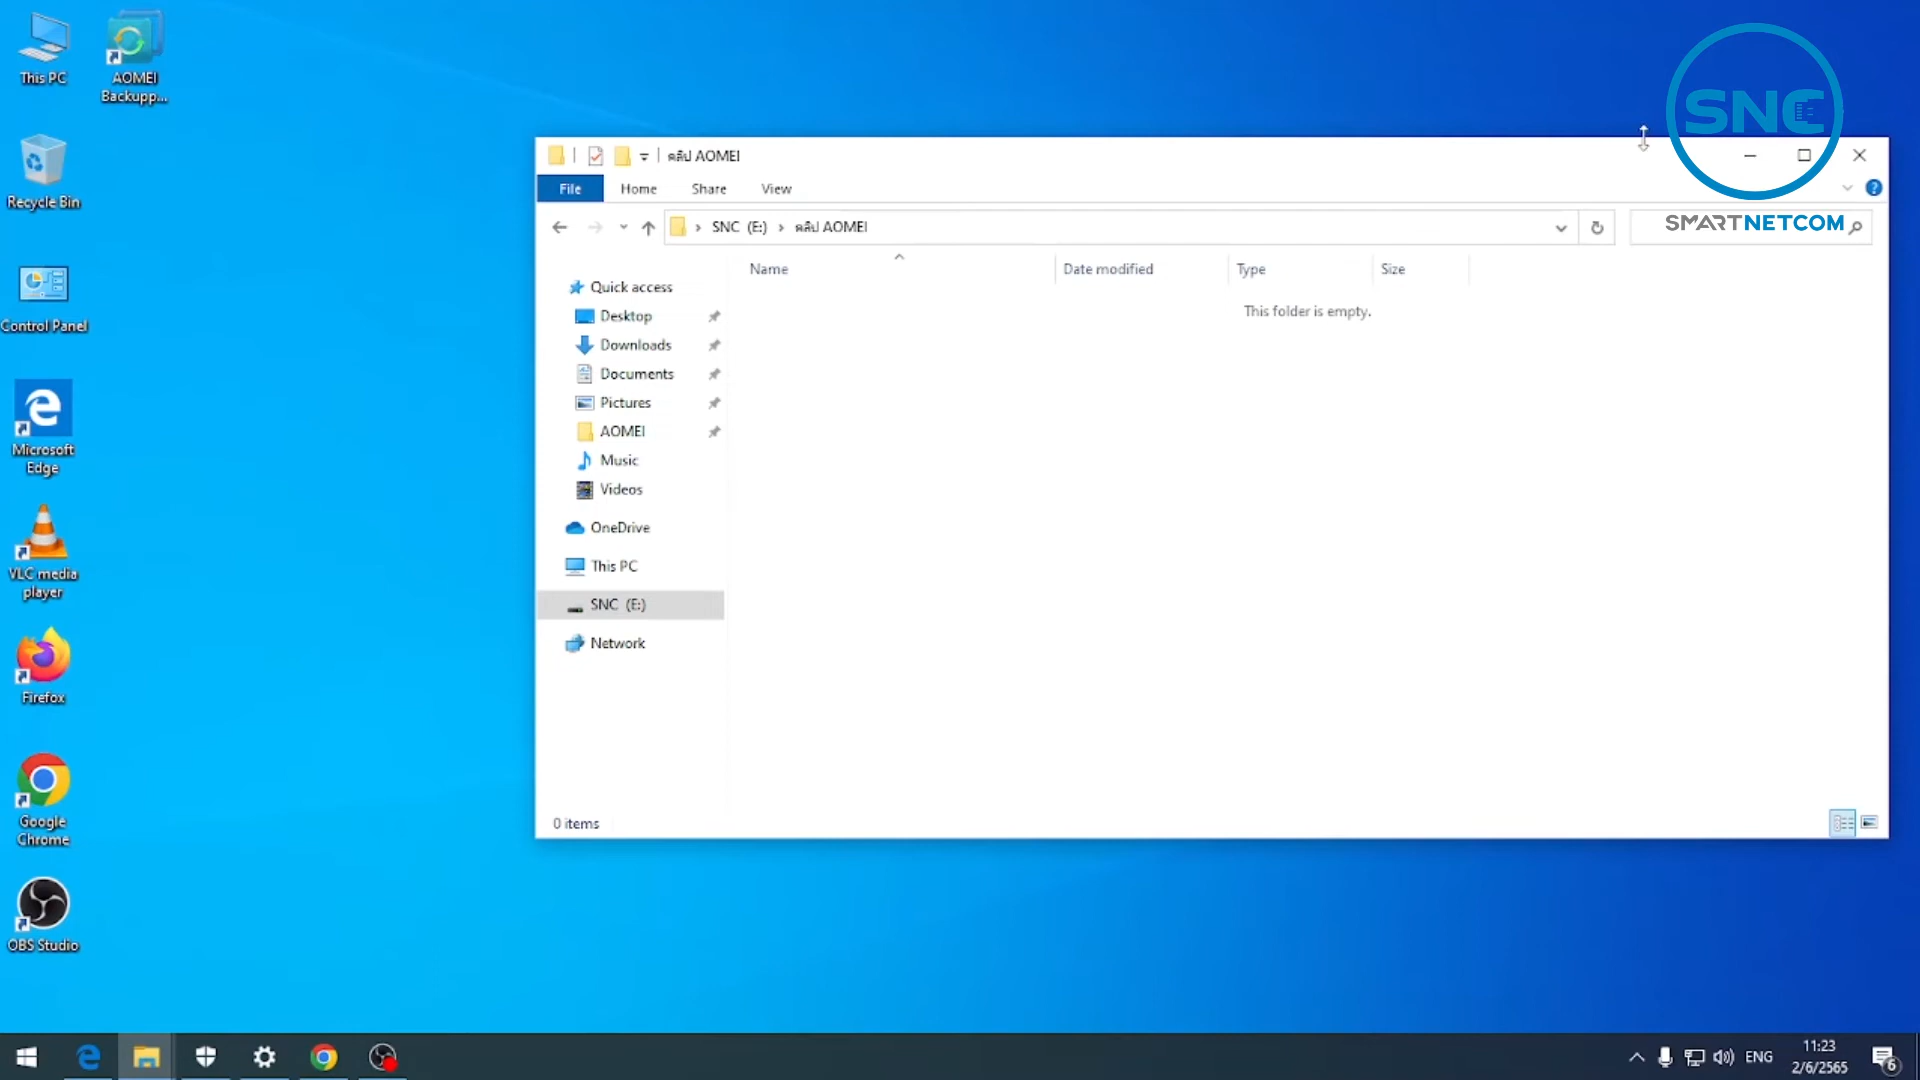 This PC
AOMEI
Backupp...
Recycle Bin
Control Panel
Microsoft
Edge
VLC media
player
Firefox
Google
Chrome
OBS Studio
SNC
SMARTNETCOM
คลิป AOMEI
File Home Share View
SNC (E:) คลิป AOMEI
Name Date modified Type Size
This folder is empty.
Quick access
Desktop
Downloads
Documents
Pictures
AOMEI
Music
Videos
OneDrive
This PC
SNC (E:)
Network
0 items
ENG
11:23
2/6/2565
6